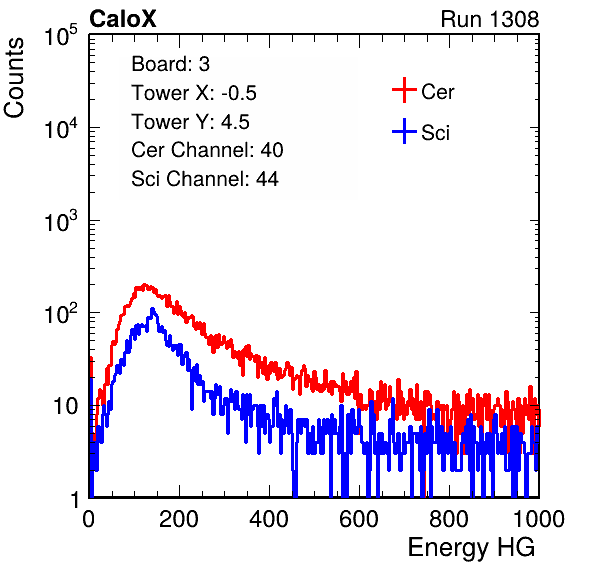 CaloX Run 1308
Counts
10^5
10^4
10^3
10^2
10
1
Board: 3
Tower X: -0.5
Tower Y: 4.5
Cer Channel: 40
Sci Channel: 44
Cer
Sci
0 200 400 600 800 1000
Energy HG